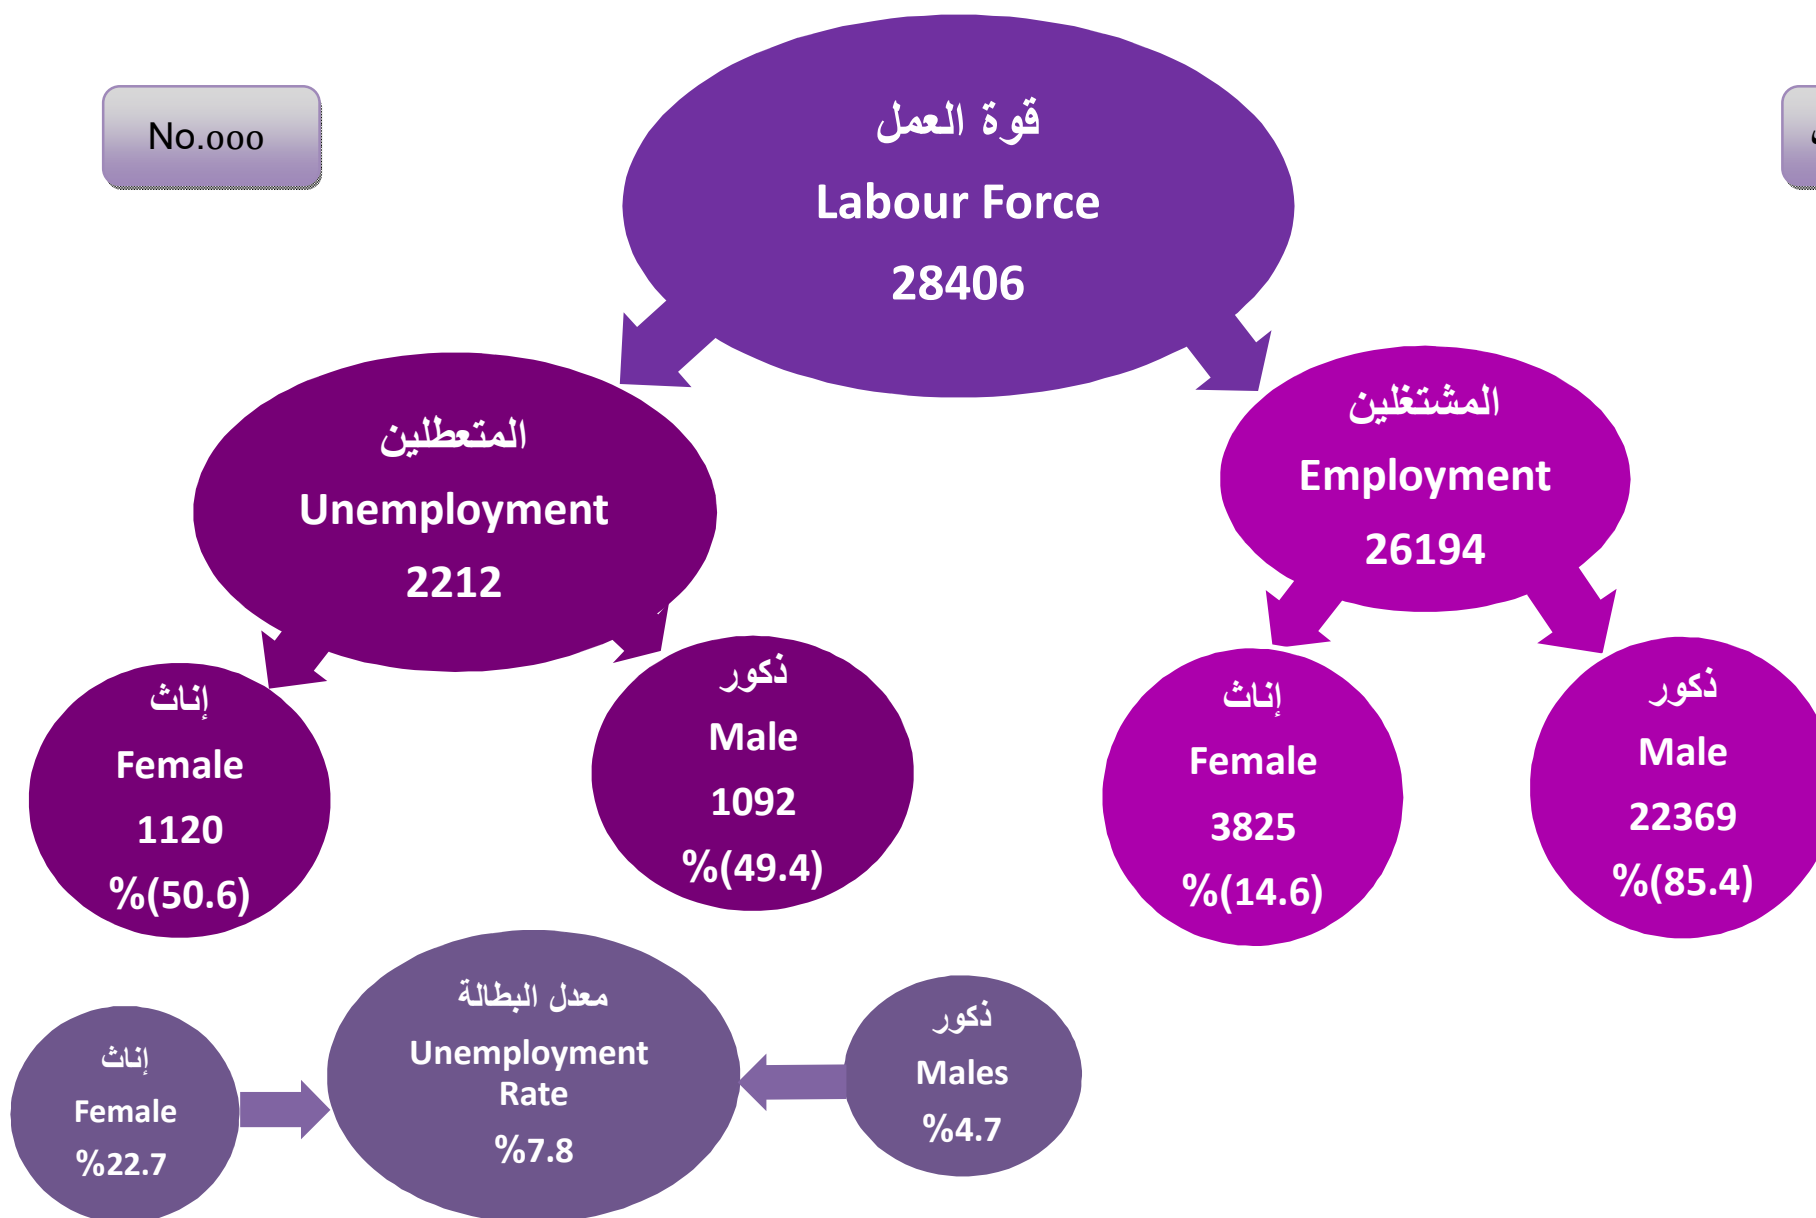 No.ooo
قوة العمل
Labour Force
28406
المتعطلين
Unemployment
2212
المشتغلين
Employment
26194
إناث
Female
1120
%(50.6)
ذكور
Male
1092
%(49.4)
إناث
Female
3825
%(14.6)
ذكور
Male
22369
%(85.4)
إناث
Female
%22.7
معدل البطالة
Unemployment
Rate
%7.8
ذكور
Males
%4.7